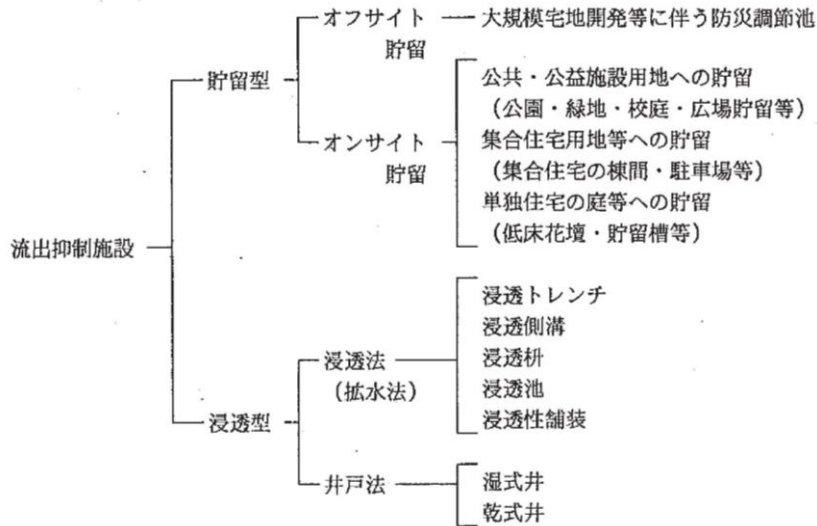 流出抑制施設
貯留型
オフサイト
貯留
大規模宅地開発等に伴う防災調節池
オンサイト
貯留
公共・公益施設用地への貯留
（公園・緑地・校庭・広場貯留等）
集合住宅用地等への貯留
（集合住宅の棟間・駐車場等）
単独住宅の庭等への貯留
（低床花壇・貯留槽等）
浸透型
浸透法
（拡水法）
浸透トレンチ
浸透側溝
浸透枡
浸透池
浸透性舗装
井戸法
湿式井
乾式井